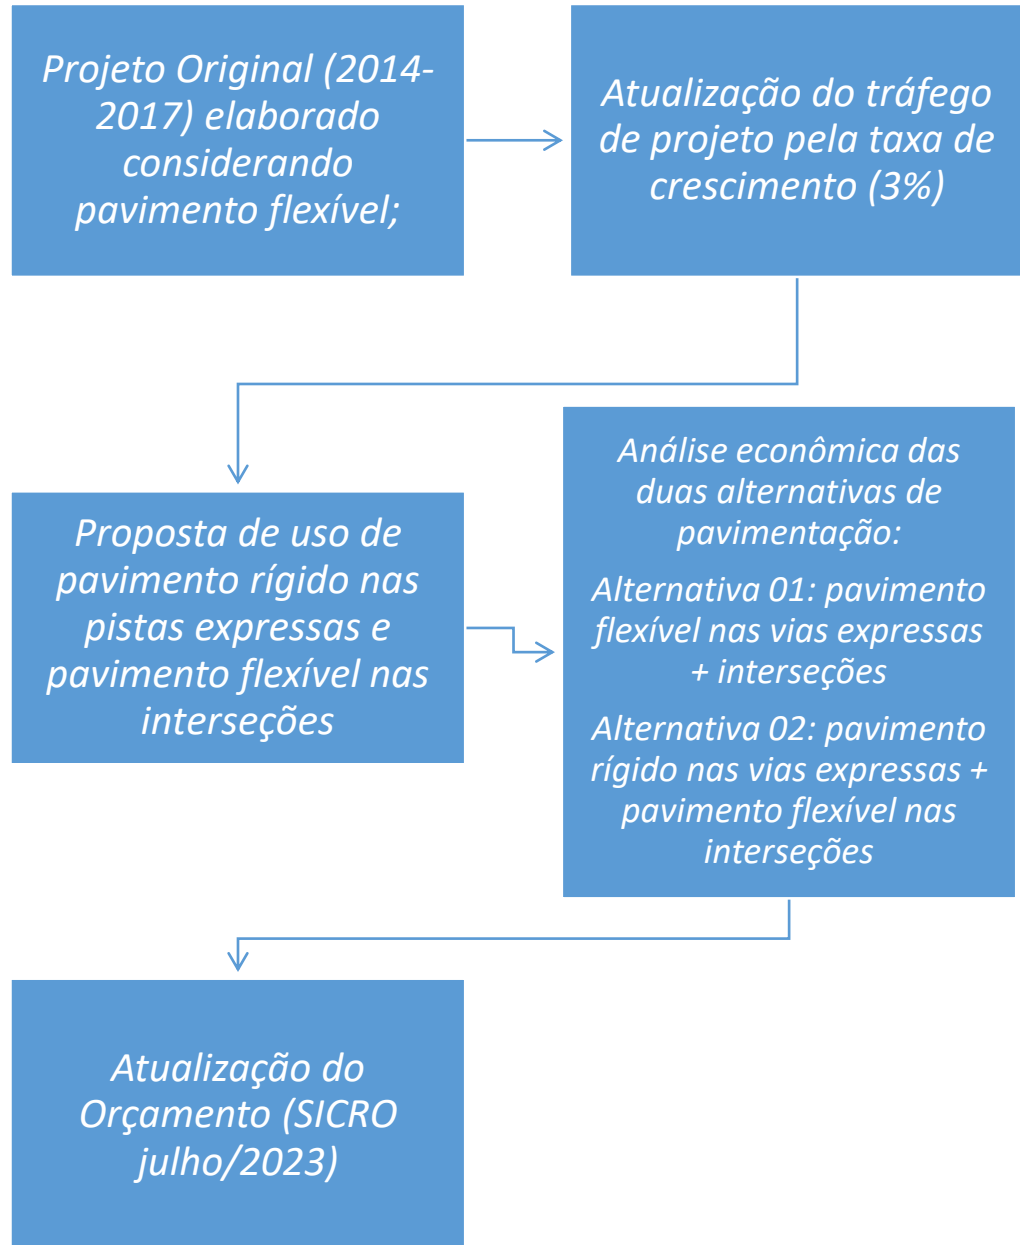 Projeto Original (2014-
2017) elaborado
considerando
pavimento flexível;
Atualização do tráfego
de projeto pela taxa de
crescimento (3%)
Proposta de uso de
pavimento rígido nas
pistas expressas e
pavimento flexível nas
interseções
Análise econômica das
duas alternativas de
pavimentação:
Alternativa 01: pavimento
flexível nas vias expressas
+ interseções
Alternativa 02: pavimento
rígido nas vias expressas +
pavimento flexível nas
interseções
Atualização do
Orçamento (SICRO
julho/2023)